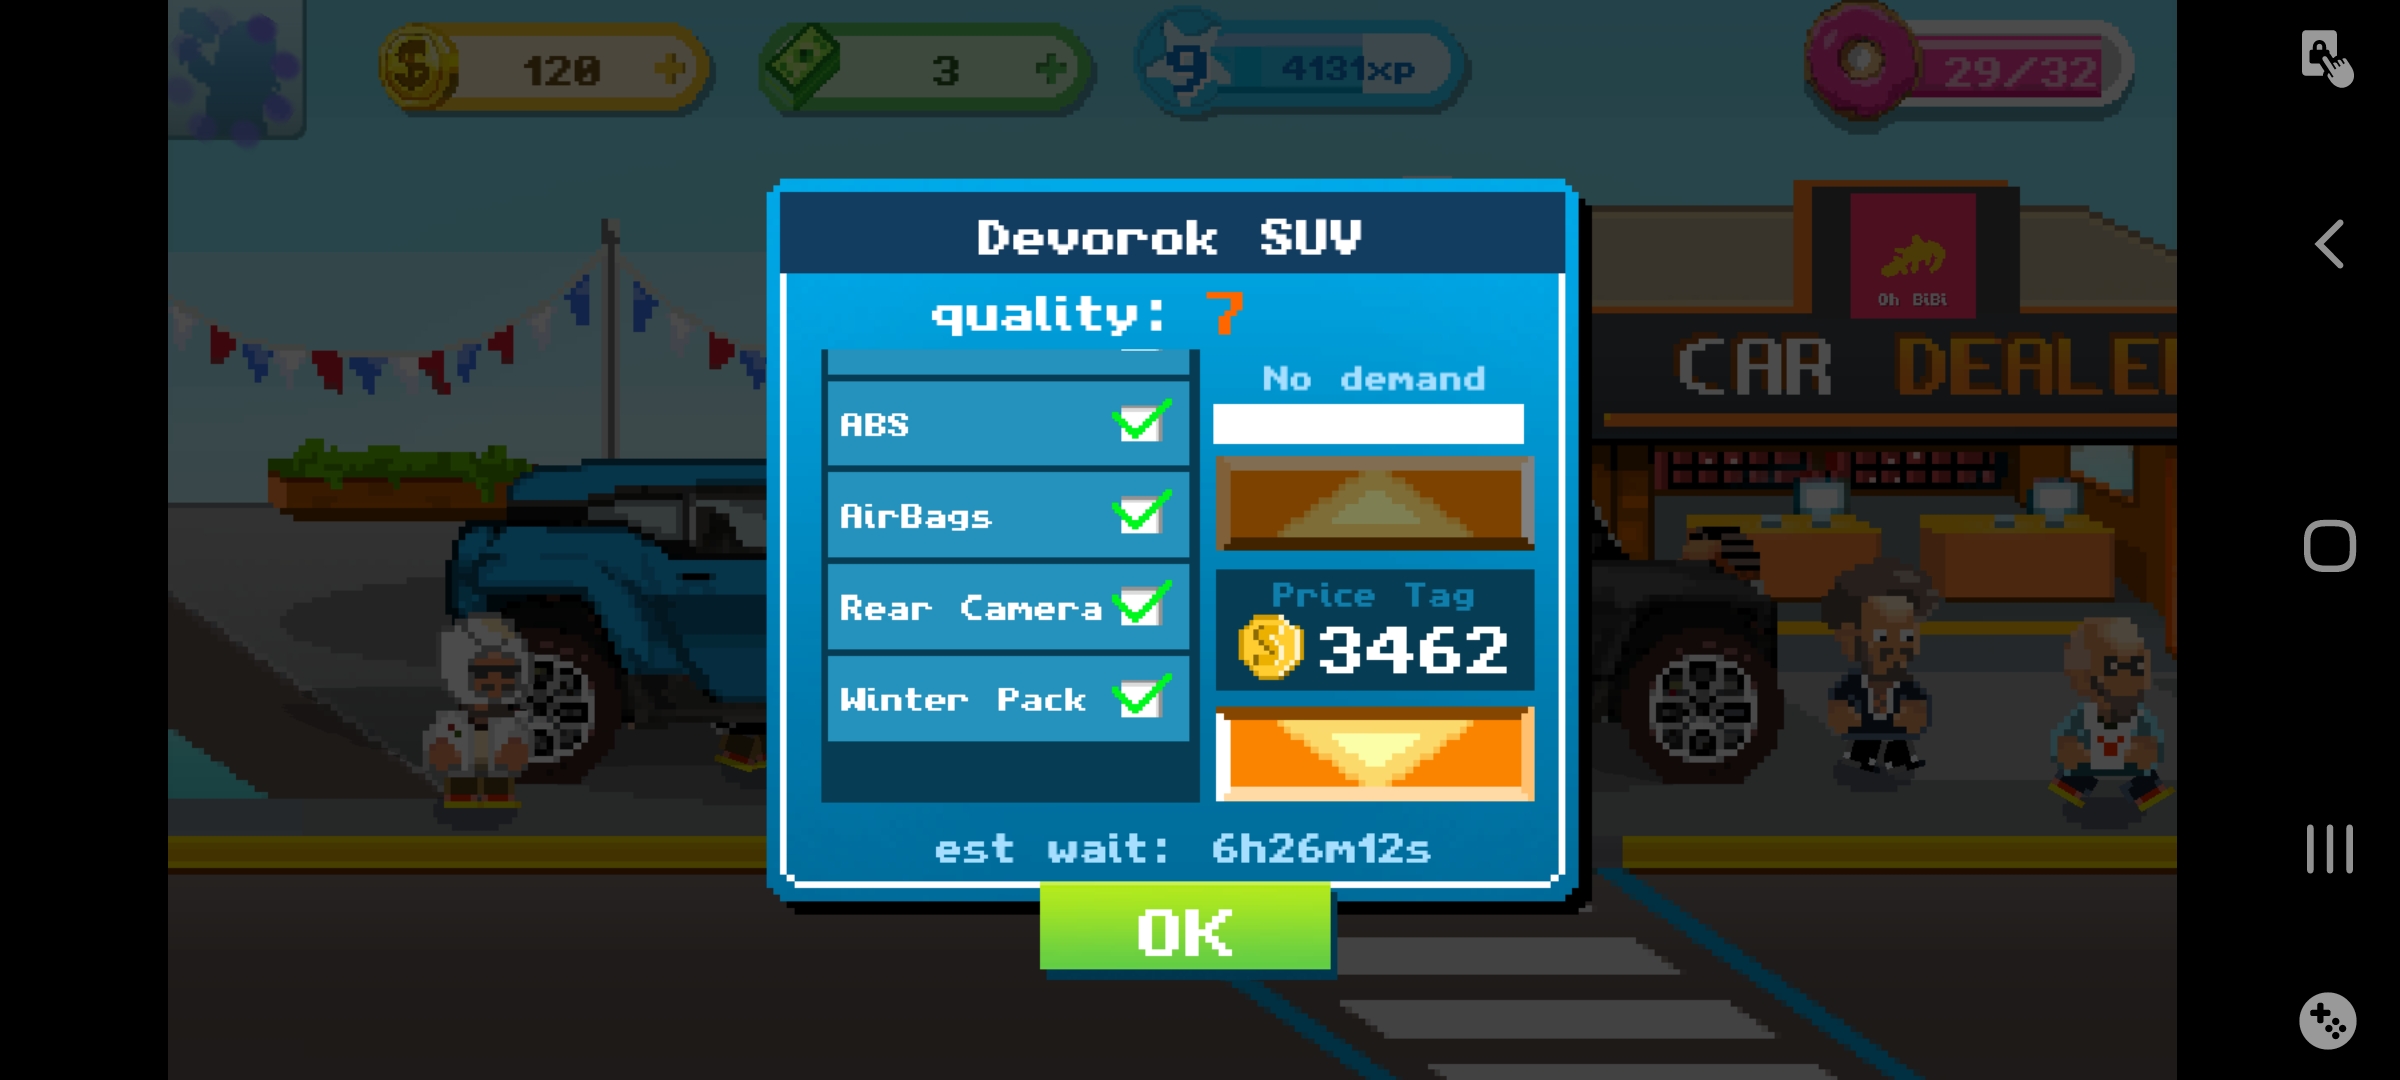 120
3
9
4131xp
29/32
Devorok SUV
quality: 7
No demand
ABS
AirBags
Rear Camera
Winter Pack
Price Tag
3462
est wait: 6h26m12s
OK
Oh BiBi
CAR DEALE